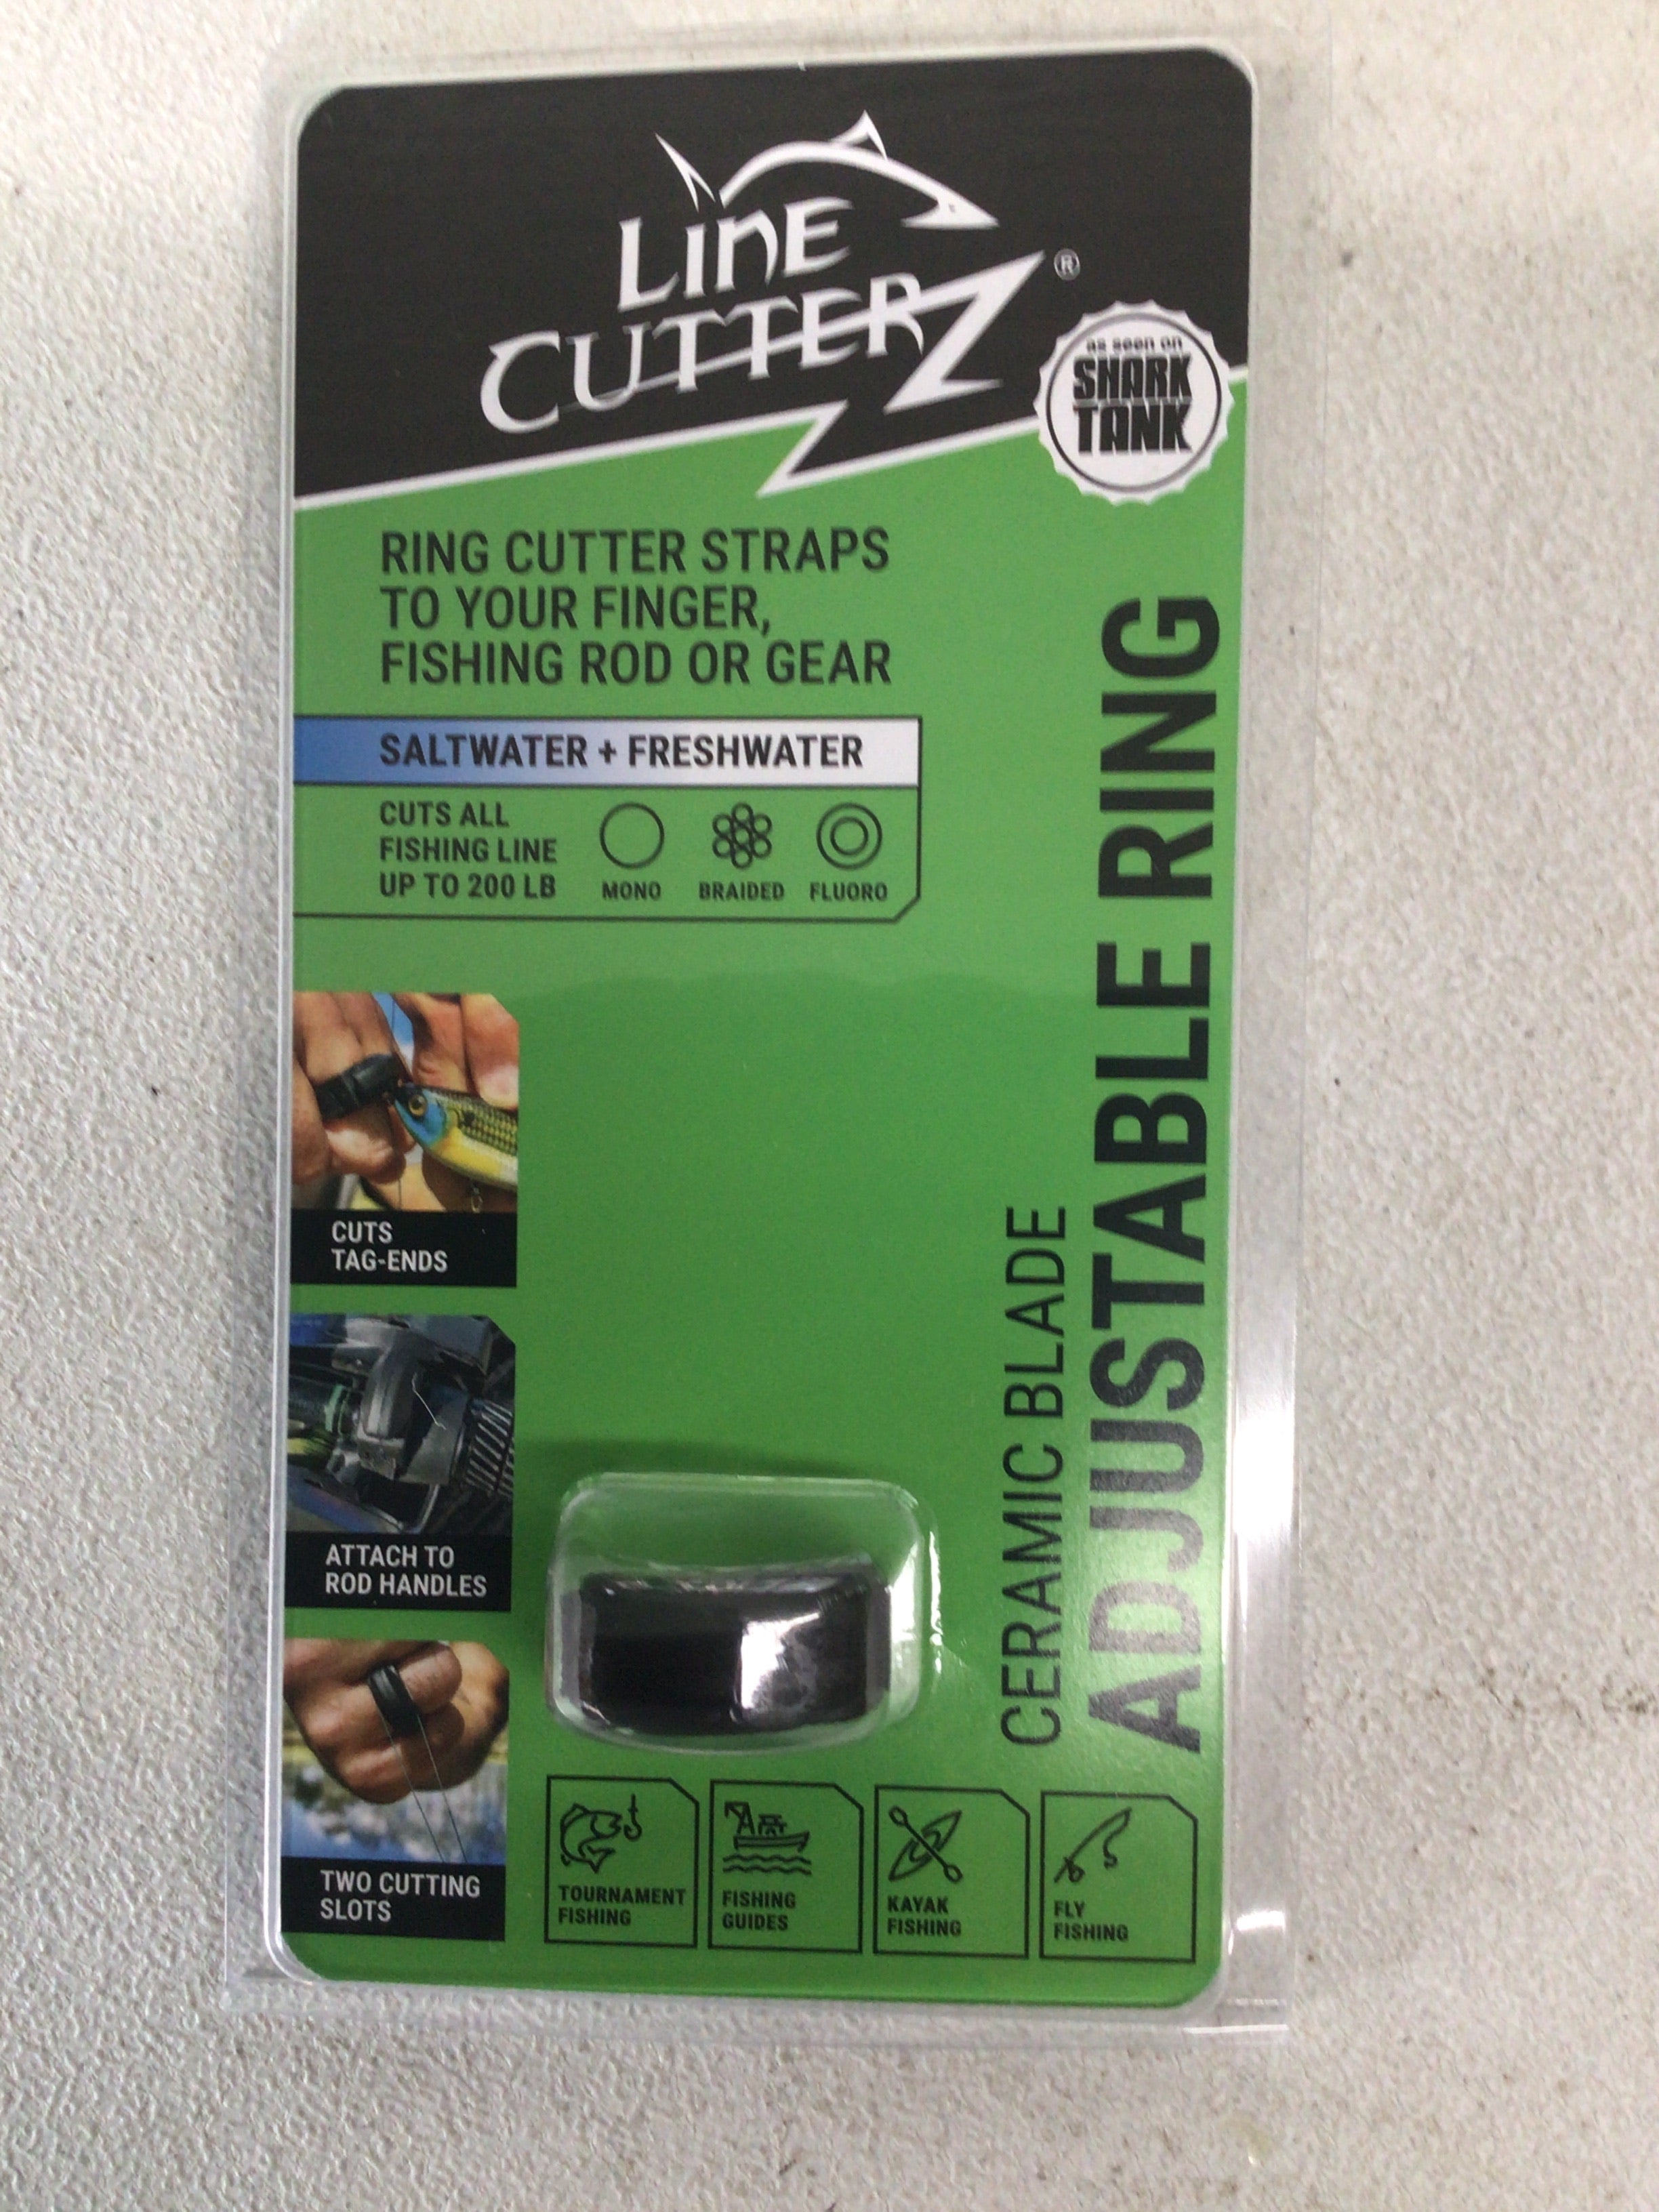 LINE
CUTTERZ®
as seen on
SHARK
TANK
RING CUTTER STRAPS
TO YOUR FINGER,
FISHING ROD OR GEAR
SALTWATER + FRESHWATER
CUTS ALL
FISHING LINE
UP TO 200 LB
MONO
BRAIDED
FLUORO
CERAMIC BLADE
ADJUSTABLE RING
CUTS
TAG-ENDS
ATTACH TO
ROD HANDLES
TWO CUTTING
SLOTS
TOURNAMENT
FISHING
FISHING
GUIDES
KAYAK
FISHING
FLY
FISHING